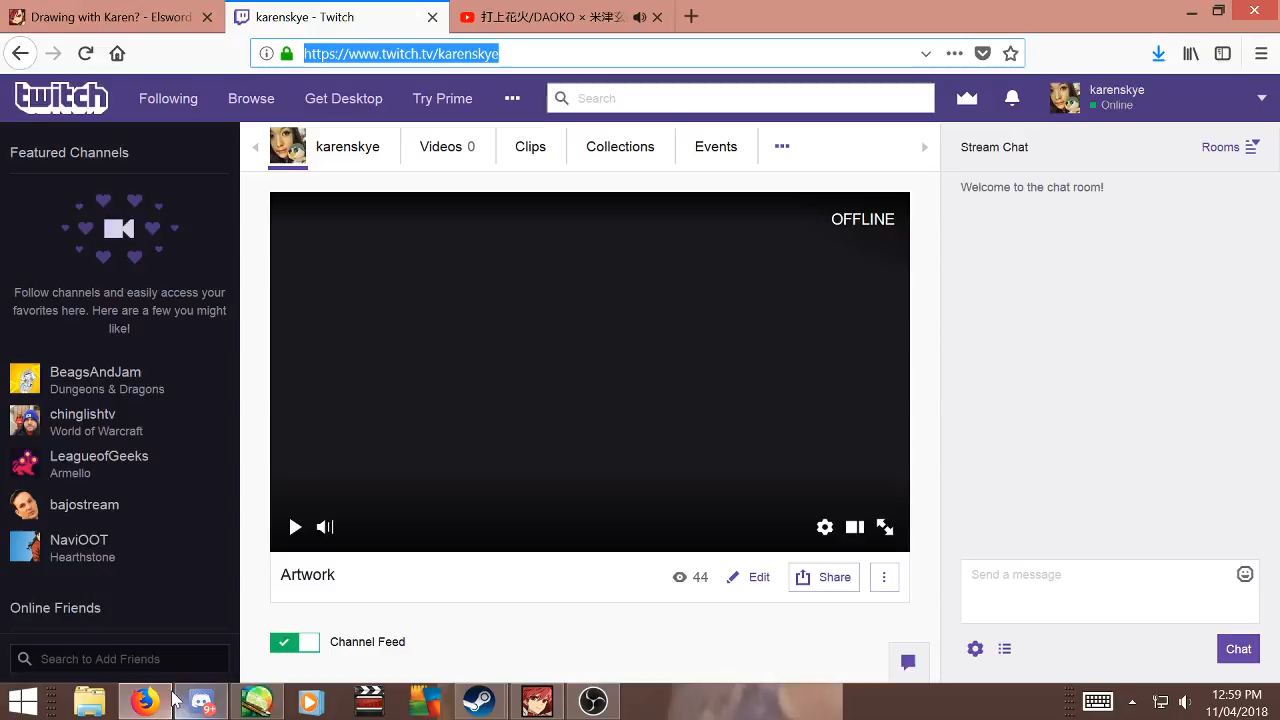 Drawing with Karen? - Elsword
karenskye - Twitch
打上花火/DAOKO × 米津玄
https://www.twitch.tv/karenskye
twitch
Following
Browse
Get Desktop
Try Prime
Search
karenskye
Online
Featured Channels
karenskye
Videos 0
Clips
Collections
Events
Stream Chat
Rooms
Welcome to the chat room!
OFFLINE
Follow channels and easily access your
favorites here. Here are a few you might
like!
BeagsAndJam
Dungeons & Dragons
chinglishtv
World of Warcraft
LeagueofGeeks
Armello
bajostream
NaviOOT
Hearthstone
Online Friends
Search to Add Friends
Artwork
44
Edit
Share
Channel Feed
Send a message
Chat
9+
12:59 PM
11/04/2018